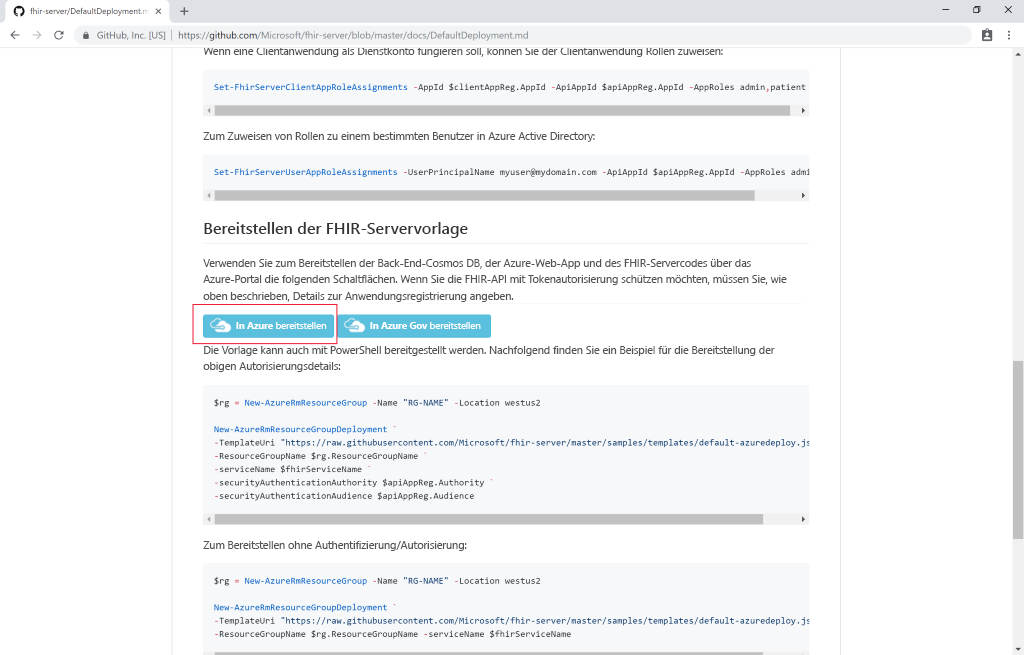 fhir-server/DefaultDeployment.m
GitHub, Inc. [US] | https://github.com/Microsoft/fhir-server/blob/master/docs/DefaultDeployment.md
Wenn eine Clientanwendung als Dienstkonto fungieren soll, können Sie der Clientanwendung Rollen zuweisen:
Set-FhirServerClientAppRoleAssignments -AppId $clientAppReg.AppId -ApiAppId $apiAppReg.AppId -AppRoles admin,patient
Zum Zuweisen von Rollen zu einem bestimmten Benutzer in Azure Active Directory:
Set-FhirServerUserAppRoleAssignments -UserPrincipalName myuser@mydomain.com -ApiAppId $apiAppReg.AppId -AppRoles admi
Bereitstellen der FHIR-Servervorlage
Verwenden Sie zum Bereitstellen der Back-End-Cosmos DB, der Azure-Web-App und des FHIR-Servercodes über das
Azure-Portal die folgenden Schaltflächen. Wenn Sie die FHIR-API mit Tokenautorisierung schützen möchten, müssen Sie, wie
oben beschrieben, Details zur Anwendungsregistrierung angeben.
In Azure bereitstellen In Azure Gov bereitstellen
Die Vorlage kann auch mit PowerShell bereitgestellt werden. Nachfolgend finden Sie ein Beispiel für die Bereitstellung der
obigen Autorisierungsdetails:
$rg = New-AzureRmResourceGroup -Name "RG-NAME" -Location westus2
New-AzureRmResourceGroupDeployment `
-TemplateUri "https://raw.githubusercontent.com/Microsoft/fhir-server/master/samples/templates/default-azuredeploy.js
-ResourceGroupName $rg.ResourceGroupName `
-serviceName $fhirServiceName `
-securityAuthenticationAuthority $apiAppReg.Authority `
-securityAuthenticationAudience $apiAppReg.Audience
Zum Bereitstellen ohne Authentifizierung/Autorisierung:
$rg = New-AzureRmResourceGroup -Name "RG-NAME" -Location westus2
New-AzureRmResourceGroupDeployment `
-TemplateUri "https://raw.githubusercontent.com/Microsoft/fhir-server/master/samples/templates/default-azuredeploy.js
-ResourceGroupName $rg.ResourceGroupName -serviceName $fhirServiceName